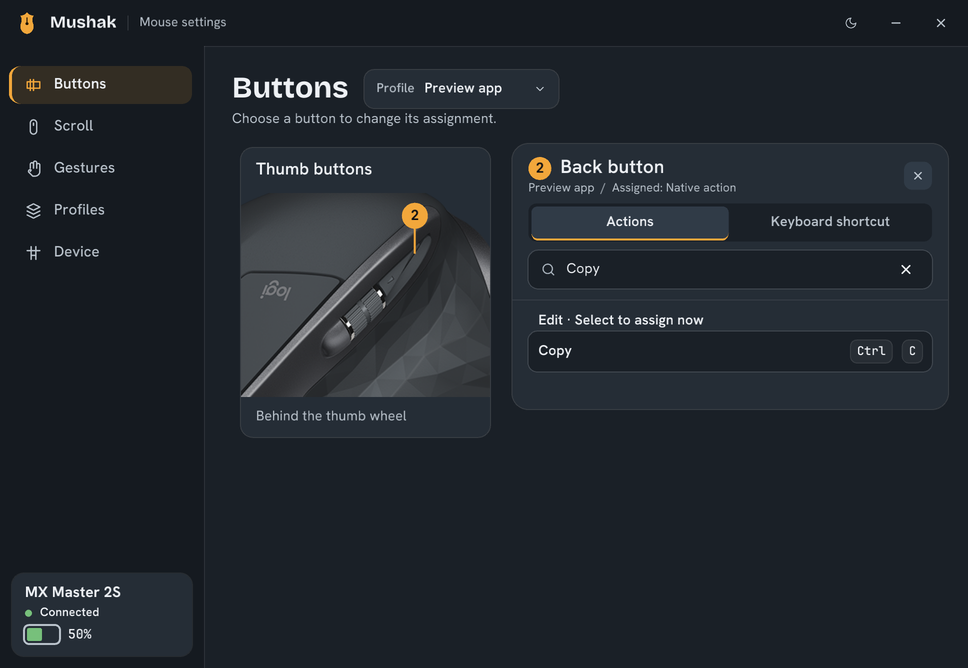 Mushak
Mouse settings
Buttons
Scroll
Gestures
Profiles
Device
MX Master 2S
Connected
50%
Buttons
Profile Preview app
Choose a button to change its assignment.
Thumb buttons
2
logi
Behind the thumb wheel
2 Back button
Preview app / Assigned: Native action
Actions
Keyboard shortcut
Copy
Edit · Select to assign now
Copy Ctrl C